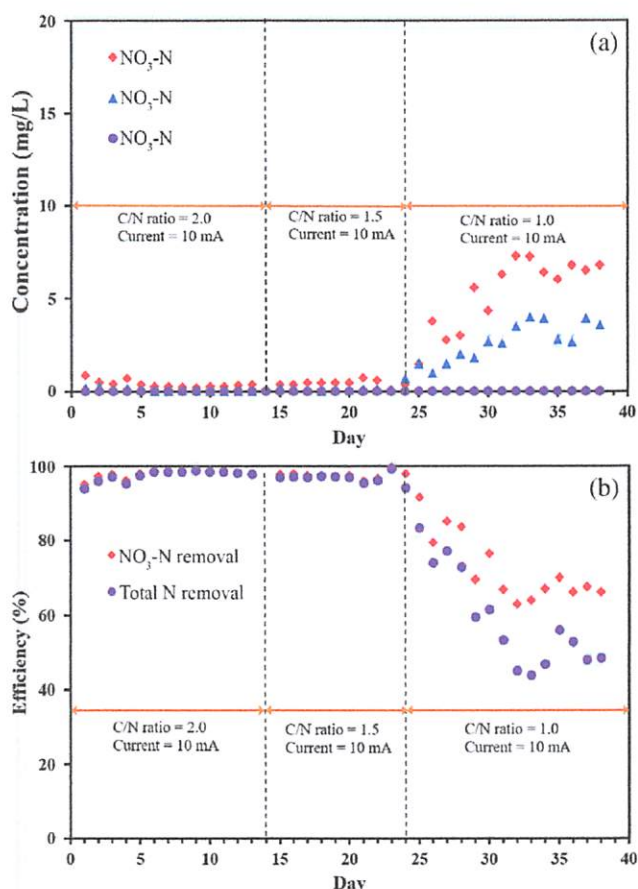 (a)
20
15
10
5
0
Concentration (mg/L)
NO3-N
NO3-N
NO3-N
C/N ratio = 2.0
Current = 10 mA
C/N ratio = 1.5
Current = 10 mA
C/N ratio = 1.0
Current = 10 mA
0 5 10 15 20 25 30 35 40
Day
(b)
100
80
60
40
20
0
Efficiency (%)
NO3-N removal
Total N removal
C/N ratio = 2.0
Current = 10 mA
C/N ratio = 1.5
Current = 10 mA
C/N ratio = 1.0
Current = 10 mA
0 5 10 15 20 25 30 35 40
Day